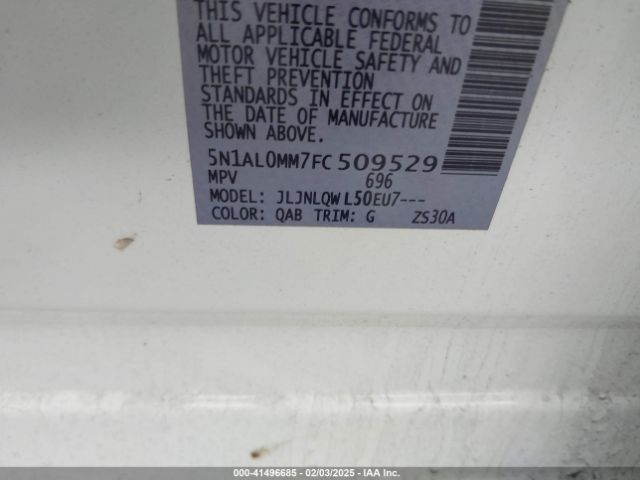 THIS VEHICLE CONFORMS TO
ALL APPLICABLE FEDERAL
MOTOR VEHICLE SAFETY AND
THEFT PREVENTION
STANDARDS IN EFFECT ON
THE DATE OF MANUFACTURE
SHOWN ABOVE.
5N1AL0MM7FC509529
MPV 696
MODEL: JLJNLQWL50EU7---
COLOR: QAB TRIM: G ZS30A
000-41496685 - 02/03/2025 - IAA Inc.